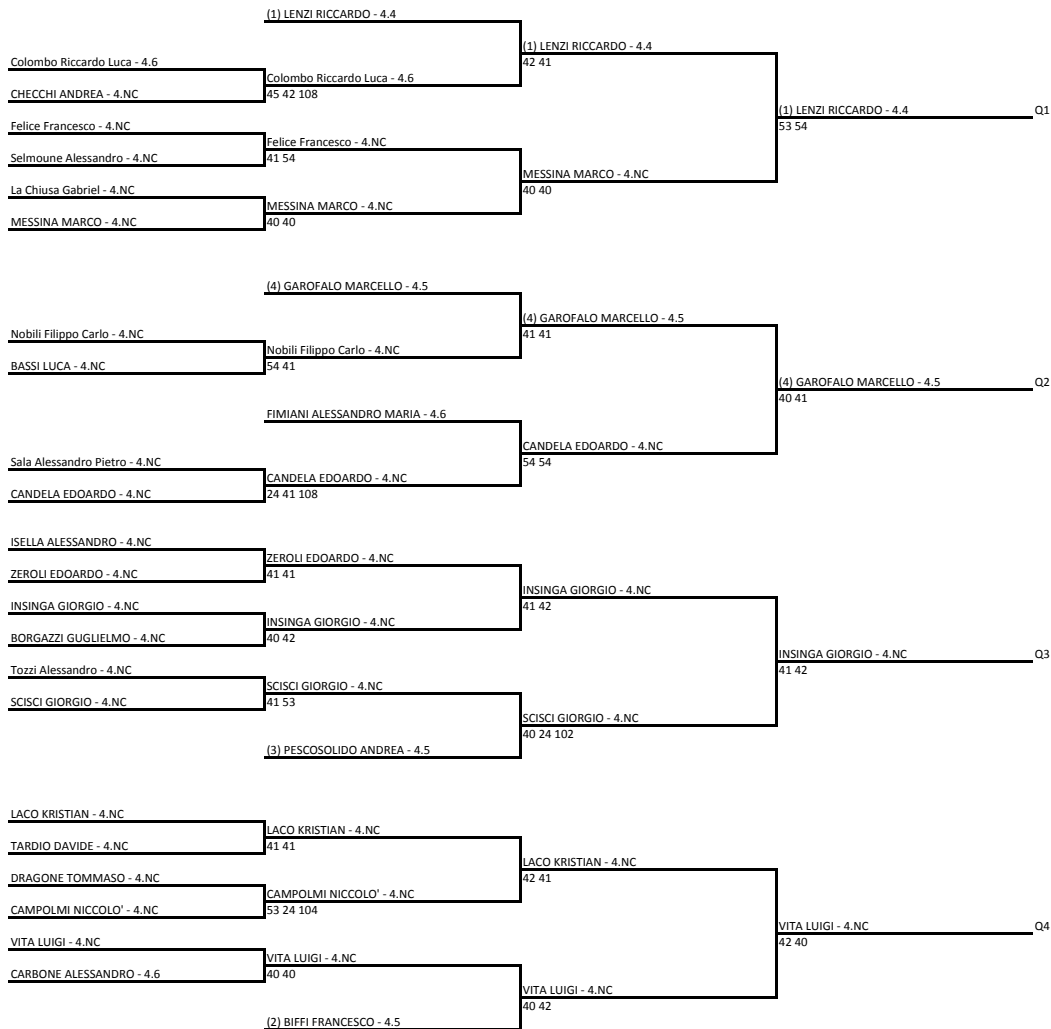 (1) LENZI RICCARDO - 4.4
(1) LENZI RICCARDO - 4.4
Colombo Riccardo Luca - 4.6
42 41
Colombo Riccardo Luca - 4.6
CHECCHI ANDREA - 4.NC
45 42 108
(1) LENZI RICCARDO - 4.4
Q1
Felice Francesco - 4.NC
53 54
Felice Francesco - 4.NC
Selmoune Alessandro - 4.NC
41 54
MESSINA MARCO - 4.NC
La Chiusa Gabriel - 4.NC
40 40
MESSINA MARCO - 4.NC
MESSINA MARCO - 4.NC
40 40
(4) GAROFALO MARCELLO - 4.5
(4) GAROFALO MARCELLO - 4.5
Nobili Filippo Carlo - 4.NC
41 41
Nobili Filippo Carlo - 4.NC
BASSI LUCA - 4.NC
54 41
(4) GAROFALO MARCELLO - 4.5
Q2
40 41
FIMIANI ALESSANDRO MARIA - 4.6
CANDELA EDOARDO - 4.NC
Sala Alessandro Pietro - 4.NC
54 54
CANDELA EDOARDO - 4.NC
CANDELA EDOARDO - 4.NC
24 41 108
ISELLA ALESSANDRO - 4.NC
ZEROLI EDOARDO - 4.NC
ZEROLI EDOARDO - 4.NC
41 41
INSINGA GIORGIO - 4.NC
INSINGA GIORGIO - 4.NC
41 42
INSINGA GIORGIO - 4.NC
BORGAZZI GUGLIELMO - 4.NC
40 42
INSINGA GIORGIO - 4.NC
Q3
Tozzi Alessandro - 4.NC
41 42
SCISCI GIORGIO - 4.NC
SCISCI GIORGIO - 4.NC
41 53
SCISCI GIORGIO - 4.NC
40 24 102
(3) PESCOSOLIDO ANDREA - 4.5
LACO KRISTIAN - 4.NC
LACO KRISTIAN - 4.NC
TARDIO DAVIDE - 4.NC
41 41
LACO KRISTIAN - 4.NC
DRAGONE TOMMASO - 4.NC
42 41
CAMPOLMI NICCOLO' - 4.NC
CAMPOLMI NICCOLO' - 4.NC
53 24 104
VITA LUIGI - 4.NC
Q4
VITA LUIGI - 4.NC
42 40
VITA LUIGI - 4.NC
CARBONE ALESSANDRO - 4.6
40 40
VITA LUIGI - 4.NC
40 42
(2) BIFFI FRANCESCO - 4.5